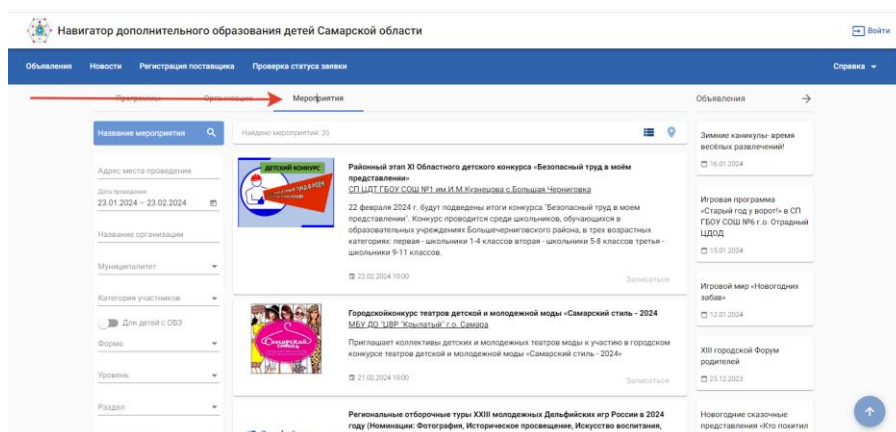 Навигатор дополнительного образования детей Самарской области
Войти
Объявления Новости Регистрация поставщика Проверка статуса заявки Справка
Программы Организации Мероприятия
Название мероприятия
Адрес места проведения
Дата проведения
23.01.2024 – 23.02.2024
Название организации
Муниципалитет
Категория участников
Для детей с ОВЗ
Форма
Уровень
Раздел
Найдено мероприятий: 35
ДЕТСКИЙ КОНКУРС
Районный этап XI Областного детского конкурса «Безопасный труд в моём
представлении»
СП ЦДТ ГБОУ СОШ №1 им.И.М.Кузнецова с.Большая Черниговка
22 февраля 2024 г. будут подведены итоги конкурса "Безопасный труд в моем
представлении". Конкурс проводится среди школьников, обучающихся в
образовательных учреждениях Большечерниговского района, в трех возрастных
категориях: первая - школьники 1-4 классов вторая - школьники 5-8 классов третья -
школьники 9-11 классов.
22.02.2024 10:00
Записаться
Городскойконкурс театров детской и молодежной моды «Самарский стиль - 2024
МБУ ДО "ЦВР "Крылатый" г.о. Самара
Приглашает коллективы детских и молодежных театров моды к участию в городском
конкурсе театров детской и молодежной моды «Самарский стиль - 2024»
21.02.2024 10:00
Записаться
Региональные отборочные туры XXIII молодежных Дельфийских игр России в 2024
году (Номинации: Фотография, Историческое просвещение, Искусство воспитания,
Объявления
Зимние каникулы- время
весёлых развлечений!
16.01.2024
Игровая программа
«Старый год у ворот!» в СП
ГБОУ СОШ №6 г.о. Отрадный
ЦДОД
15.01.2024
Игровой мир «Новогодних
забав»
12.01.2024
XIII городской Форум
родителей
25.12.2023
Новогодние сказочные
представления «Кто похитил